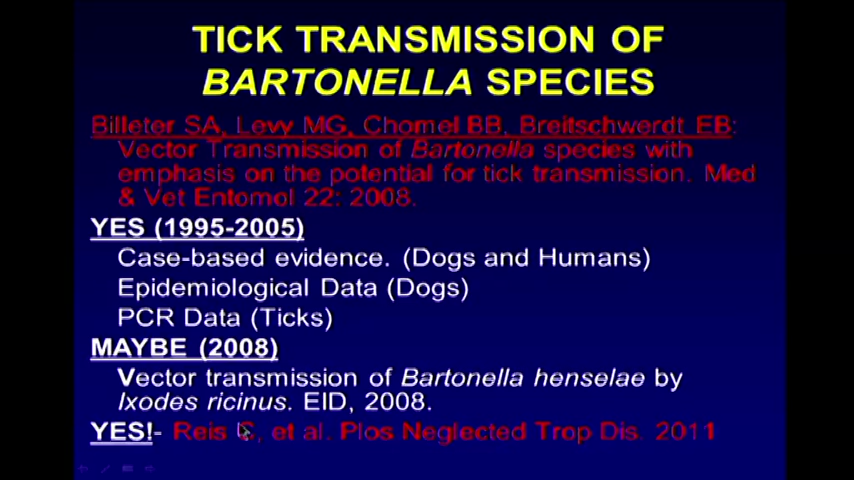 TICK TRANSMISSION OF
BARTONELLA SPECIES
Billeter SA, Levy MG, Chomel BB, Breitschwerdt EB:
Vector Transmission of Bartonella species with
emphasis on the potential for tick transmission. Med
& Vet Entomol 22: 2008.
YES (1995-2005)
Case-based evidence. (Dogs and Humans)
Epidemiological Data (Dogs)
PCR Data (Ticks)
MAYBE (2008)
Vector transmission of Bartonella henselae by
Ixodes ricinus. EID, 2008.
YES!- Reis C, et al. Plos Neglected Trop Dis. 2011